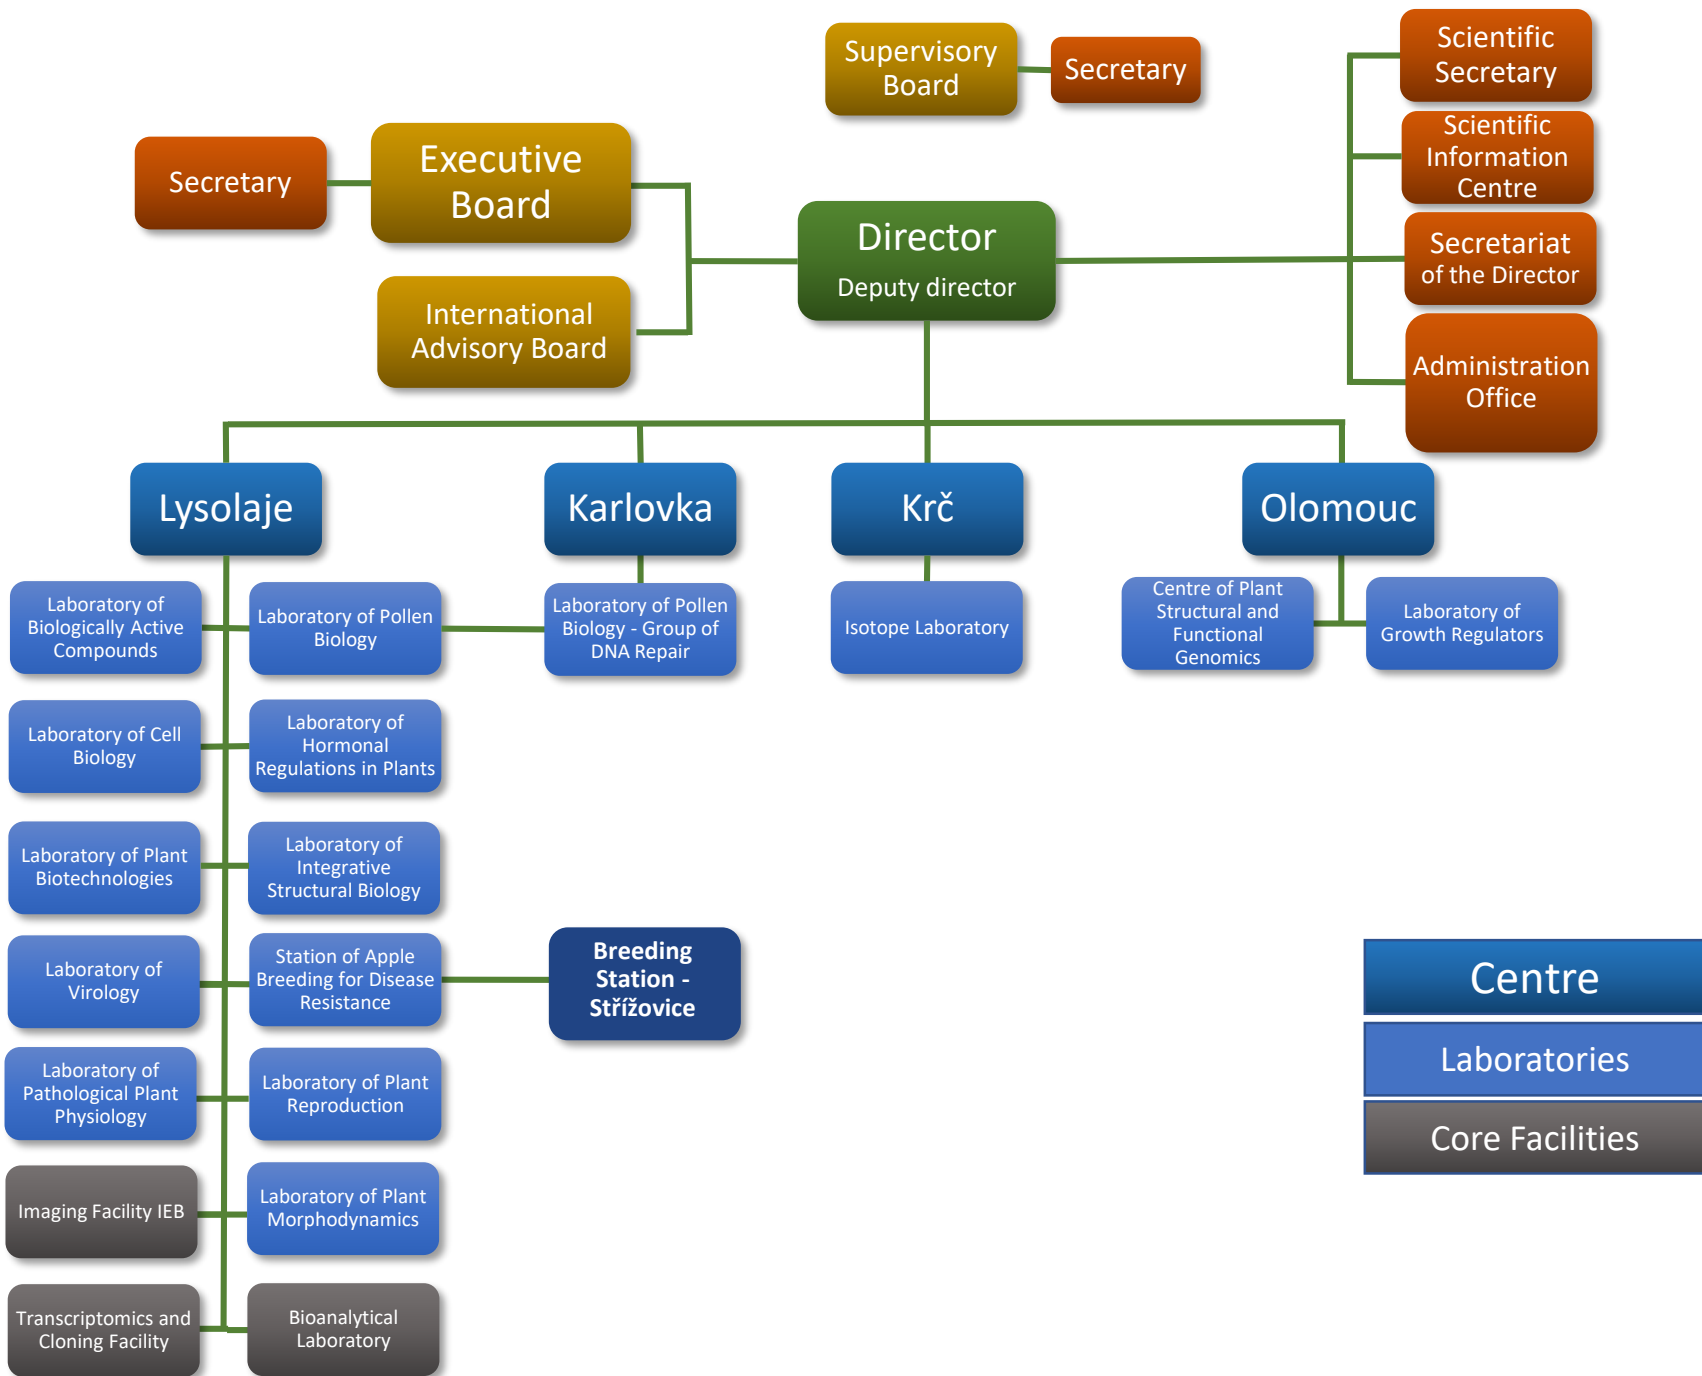 Supervisory
Board
Secretary
Scientific
Secretary
Scientific
Information
Centre
Secretary
Executive
Board
Director
Deputy director
Secretariat
of the Director
International
Advisory Board
Administration
Office
Lysolaje
Karlovka
Krč
Olomouc
Laboratory of
Biologically Active
Compounds
Laboratory of Pollen
Biology
Laboratory of Pollen
Biology - Group of
DNA Repair
Isotope Laboratory
Centre of Plant
Structural and
Functional
Genomics
Laboratory of
Growth Regulators
Laboratory of Cell
Biology
Laboratory of
Hormonal
Regulations in Plants
Laboratory of Plant
Biotechnologies
Laboratory of
Integrative
Structural Biology
Laboratory of
Virology
Station of Apple
Breeding for Disease
Resistance
Breeding
Station -
Střížovice
Centre
Laboratories
Core Facilities
Laboratory of
Pathological Plant
Physiology
Laboratory of Plant
Reproduction
Imaging Facility IEB
Laboratory of Plant
Morphodynamics
Transcriptomics and
Cloning Facility
Bioanalytical
Laboratory